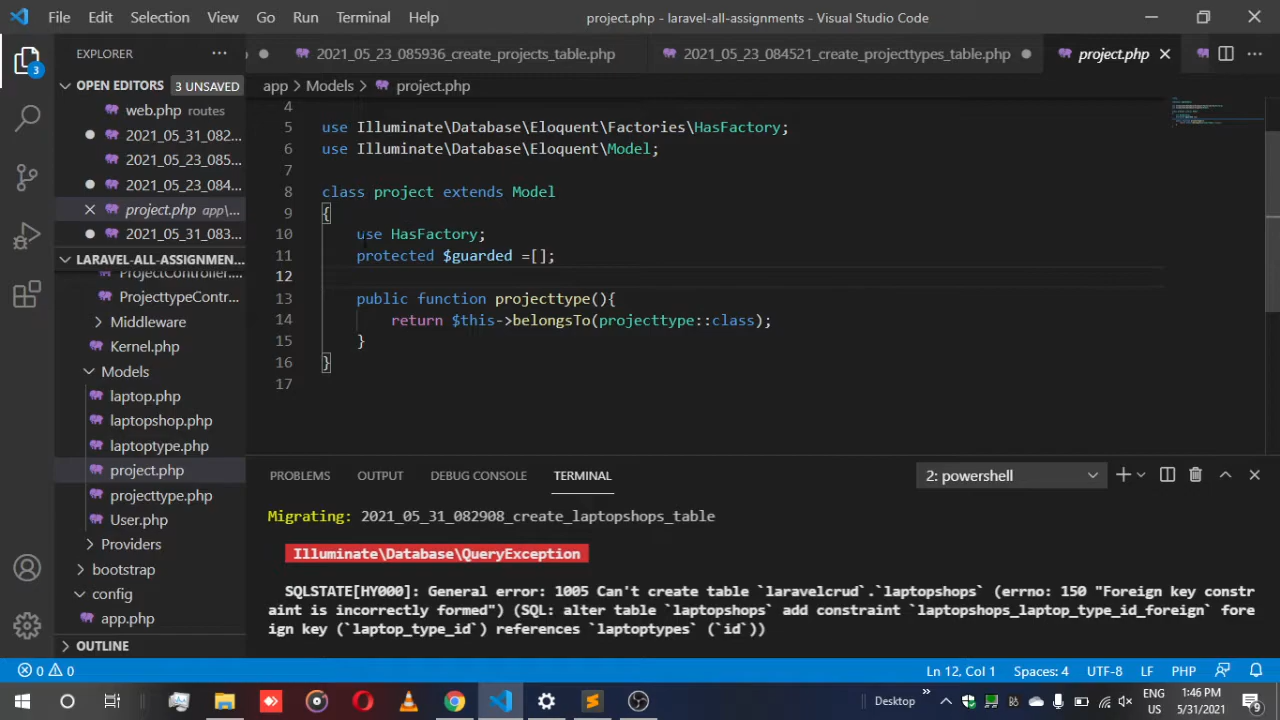 File Edit Selection View Go Run Terminal Help project.php - laravel-all-assignments - Visual Studio Code
EXPLORER ... 2021_05_23_085936_create_projects_table.php 2021_05_23_084521_create_projecttypes_table.php project.php
OPEN EDITORS 3 UNSAVED
app > Models > project.php
web.php routes
2021_05_31_082...
2021_05_23_085...
2021_05_23_084...
project.php app\...
2021_05_31_083...
LARAVEL-ALL-ASSIGNMENT...
ProjectController.php
ProjecttypeContr...
Middleware
Kernel.php
Models
laptop.php
laptopshop.php
laptoptype.php
project.php
projecttype.php
User.php
Providers
bootstrap
config
app.php
OUTLINE
4
5 use Illuminate\Database\Eloquent\Factories\HasFactory;
6 use Illuminate\Database\Eloquent\Model;
7
8 class project extends Model
9 {
10 use HasFactory;
11 protected $guarded =[];
12
13 public function projecttype(){
14 return $this->belongsTo(projecttype::class);
15 }
16 }
17
PROBLEMS OUTPUT DEBUG CONSOLE TERMINAL 2: powershell
Migrating: 2021_05_31_082908_create_laptopshops_table
Illuminate\Database\QueryException
SQLSTATE[HY000]: General error: 1005 Can't create table `laravelcrud`.`laptopshops` (errno: 150 "Foreign key constr
aint is incorrectly formed") (SQL: alter table `laptopshops` add constraint `laptopshops_laptop_type_id_foreign` fore
ign key (`laptop_type_id`) references `laptoptypes` (`id`))
3
0 0 Ln 12, Col 1 Spaces: 4 UTF-8 LF PHP
Desktop ENG 1:46 PM
US 5/31/2021 9